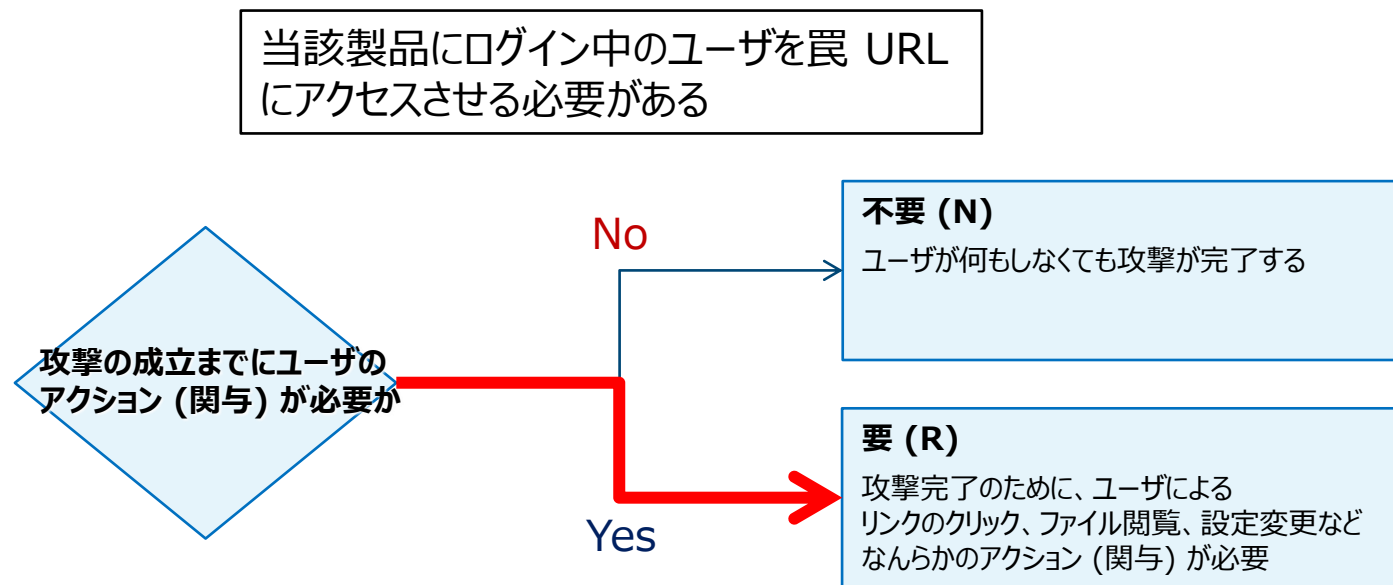 当該製品にログイン中のユーザを罠 URL
にアクセスさせる必要がある
No
不要 (N)
ユーザが何もしなくても攻撃が完了する
攻撃の成立までにユーザの
アクション (関与) が必要か
要 (R)
攻撃完了のために、ユーザによる
リンクのクリック、ファイル閲覧、設定変更など
なんらかのアクション (関与) が必要
Yes